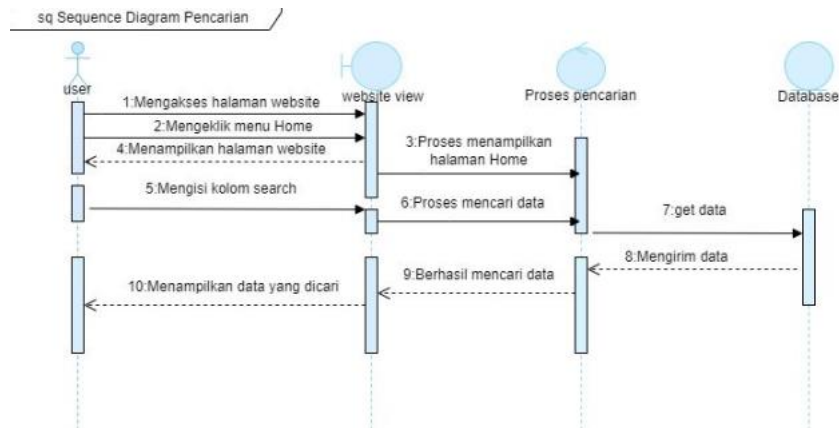 sq Sequence Diagram Pencarian
user
website view
Proses pencarian
Database
1:Mengakses halaman website
2:Mengeklik menu Home
3:Proses menampilkan
halaman Home
4:Menampilkan halaman website
5:Mengisi kolom search
6:Proses mencari data
7:get data
8:Mengirim data
9:Berhasil mencari data
10:Menampilkan data yang dicari